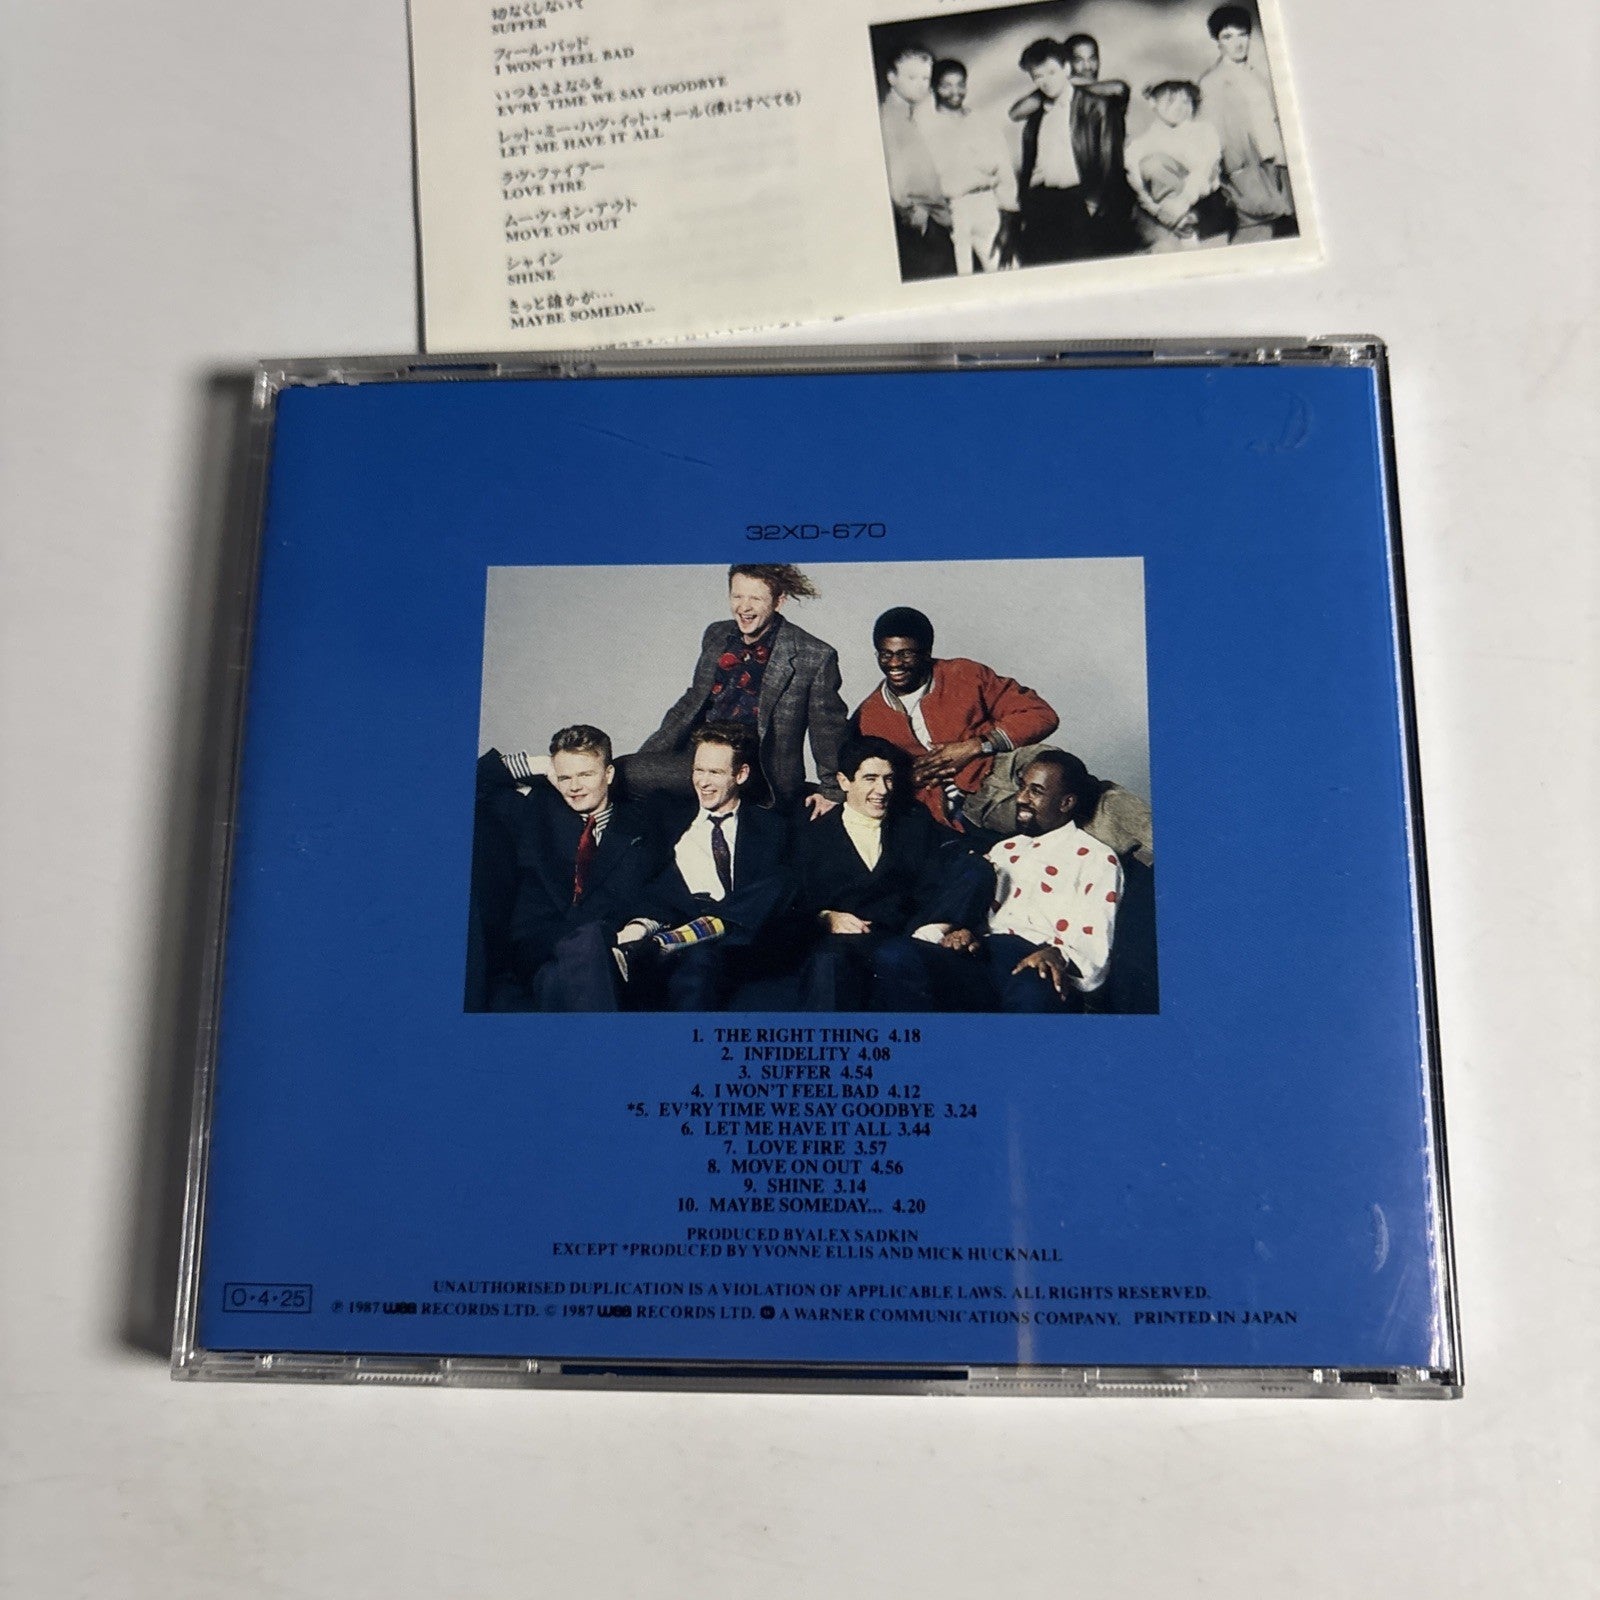 幼なくしないで
SUFFER
フィール・バッド
I WON'T FEEL BAD
いつもさよならを
EV'RY TIME WE SAY GOODBYE
レット・ミー・ハヴ・イット・オール(僕にすべてを)
LET ME HAVE IT ALL
ラヴ・ファイアー
LOVE FIRE
ムーヴ・オン・アウト
MOVE ON OUT
シャイン
SHINE
きっと誰かが…
MAYBE SOMEDAY...
32XD-670
1. THE RIGHT THING 4.18
2. INFIDELITY 4.08
3. SUFFER 4.54
4. I WON'T FEEL BAD 4.12
*5. EV'RY TIME WE SAY GOODBYE 3.24
6. LET ME HAVE IT ALL 3.44
7. LOVE FIRE 3.57
8. MOVE ON OUT 4.56
9. SHINE 3.14
10. MAYBE SOMEDAY... 4.20
PRODUCED BY ALEX SADKIN
EXCEPT *PRODUCED BY YVONNE ELLIS AND MICK HUCKNALL
UNAUTHORISED DUPLICATION IS A VIOLATION OF APPLICABLE LAWS. ALL RIGHTS RESERVED.
O・4・25
℗ 1987 wea RECORDS LTD. © 1987 wea RECORDS LTD. A WARNER COMMUNICATIONS COMPANY. PRINTED IN JAPAN